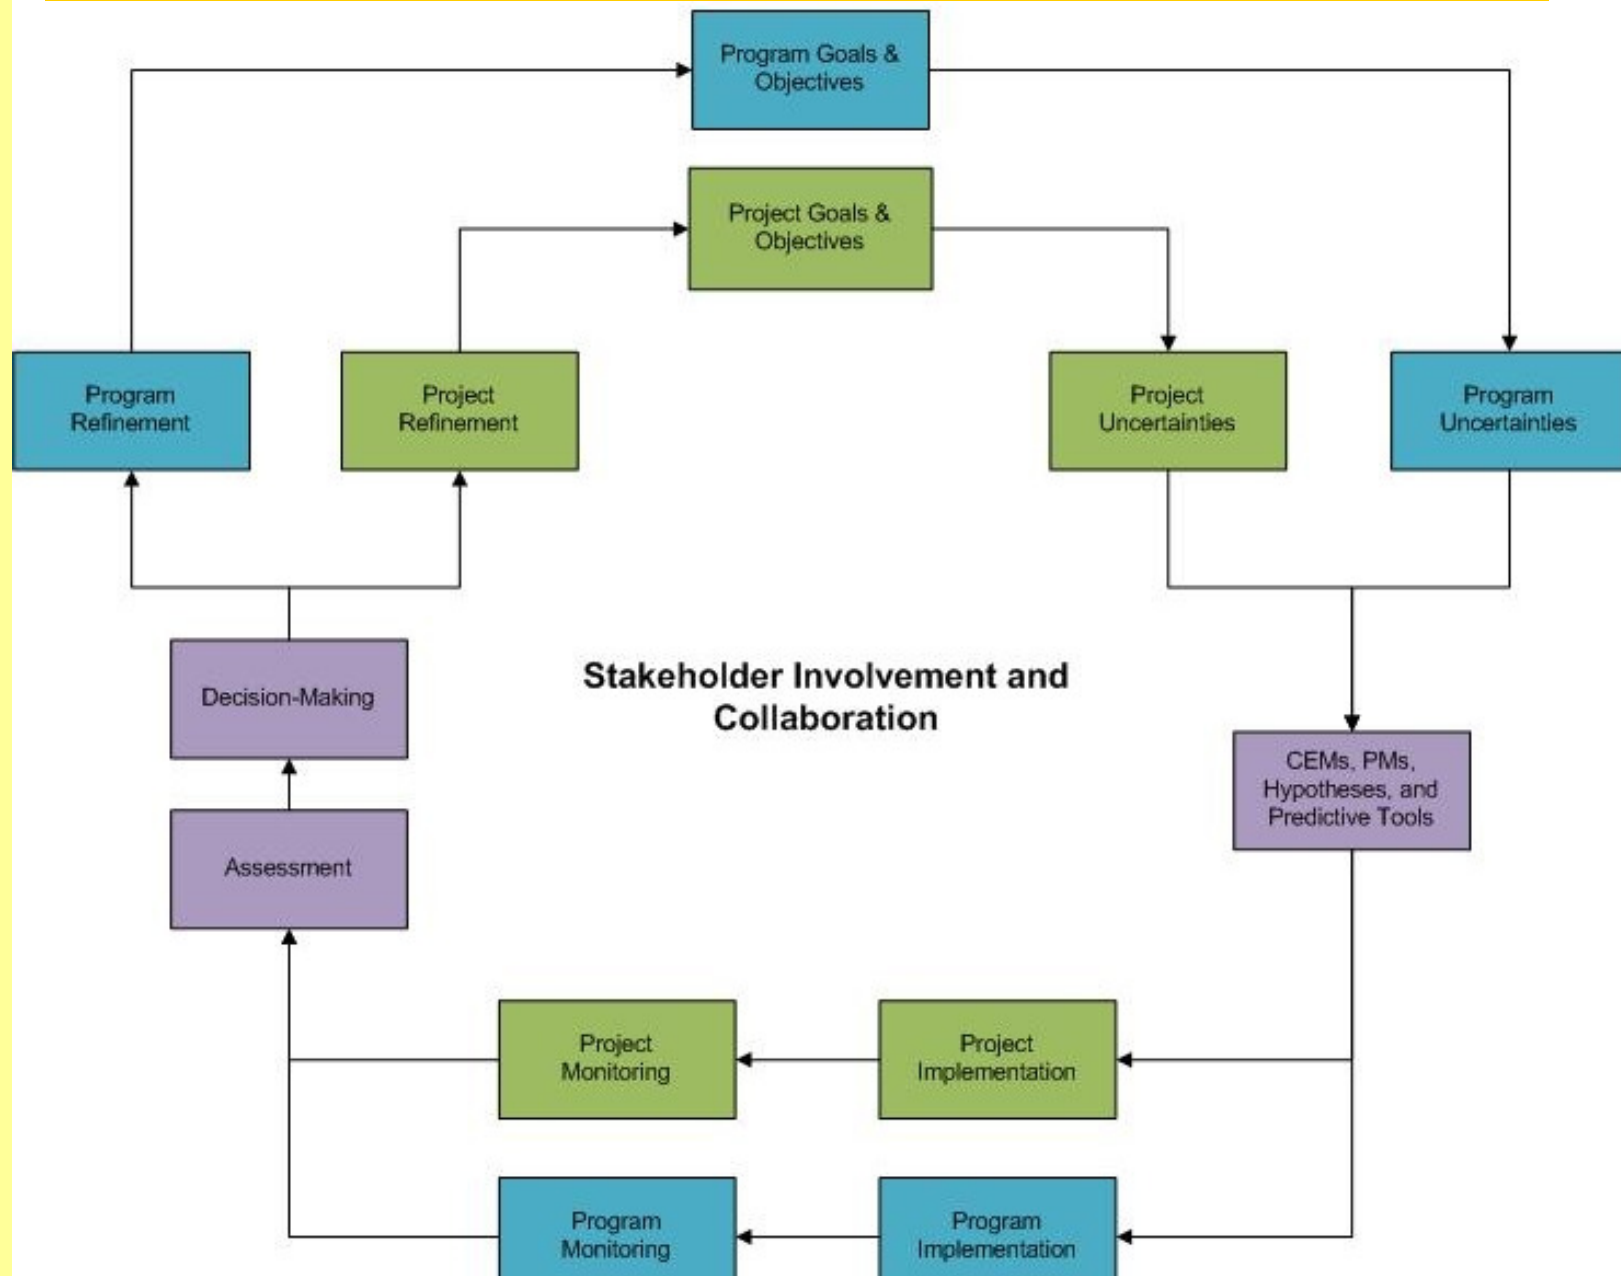 Program Goals &
Objectives
Project Goals &
Objectives
Program
Refinement
Project
Refinement
Project
Uncertainties
Program
Uncertainties
Decision-Making
Stakeholder Involvement and
Collaboration
CEMs, PMs,
Hypotheses, and
Predictive Tools
Assessment
Project
Monitoring
Project
Implementation
Program
Monitoring
Program
Implementation